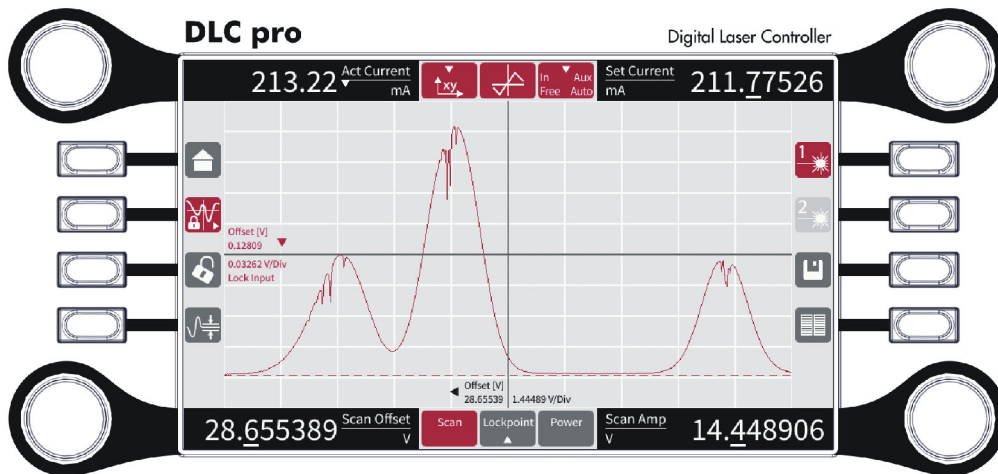 DLC pro
Digital Laser Controller
213.22 Act Current mA
xy
In Aux
Free Auto
Set Current mA 211.77526
1
2
Offset [V]
0.12809
0.03262 V/Div
Lock Input
Offset [V]
28.65539 1.44489 V/Div
28.655389 Scan Offset V
Scan
Lockpoint
Power
Scan Amp V 14.448906